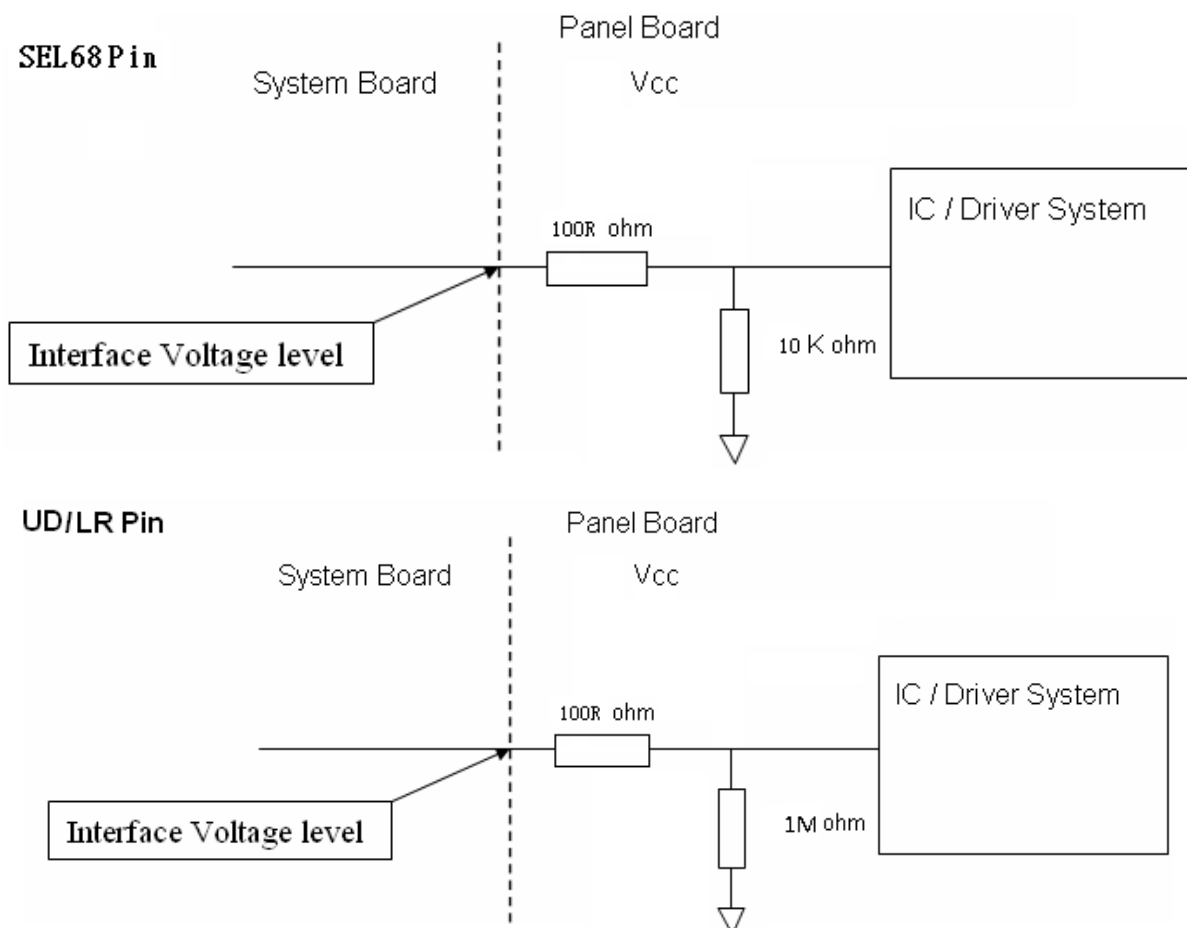 Panel Board
SEL68 Pin
System Board
Vcc
IC / Driver System
100R ohm
Interface Voltage level
10 K ohm
UD/LR Pin
Panel Board
System Board
Vcc
IC / Driver System
100R ohm
Interface Voltage level
1M ohm